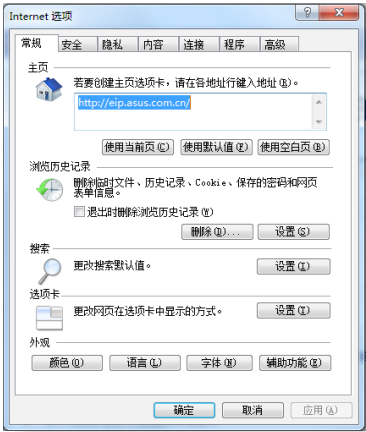 Internet 选项
常规 安全 隐私 内容 连接 程序 高级
主页
若要创建主页选项卡，请在各地址行键入地址(R)。
http://eip.asus.com.cn/
使用当前页(C) 使用默认值(F) 使用空白页(B)
浏览历史记录
删除临时文件、历史记录、Cookie、保存的密码和网页
表单信息。
退出时删除浏览历史记录(W)
删除(D)... 设置(S)
搜索
更改搜索默认值。 设置(I)
选项卡
更改网页在选项卡中显示的方式。 设置(T)
外观
颜色(O) 语言(L) 字体(N) 辅助功能(E)
确定 取消 应用(A)